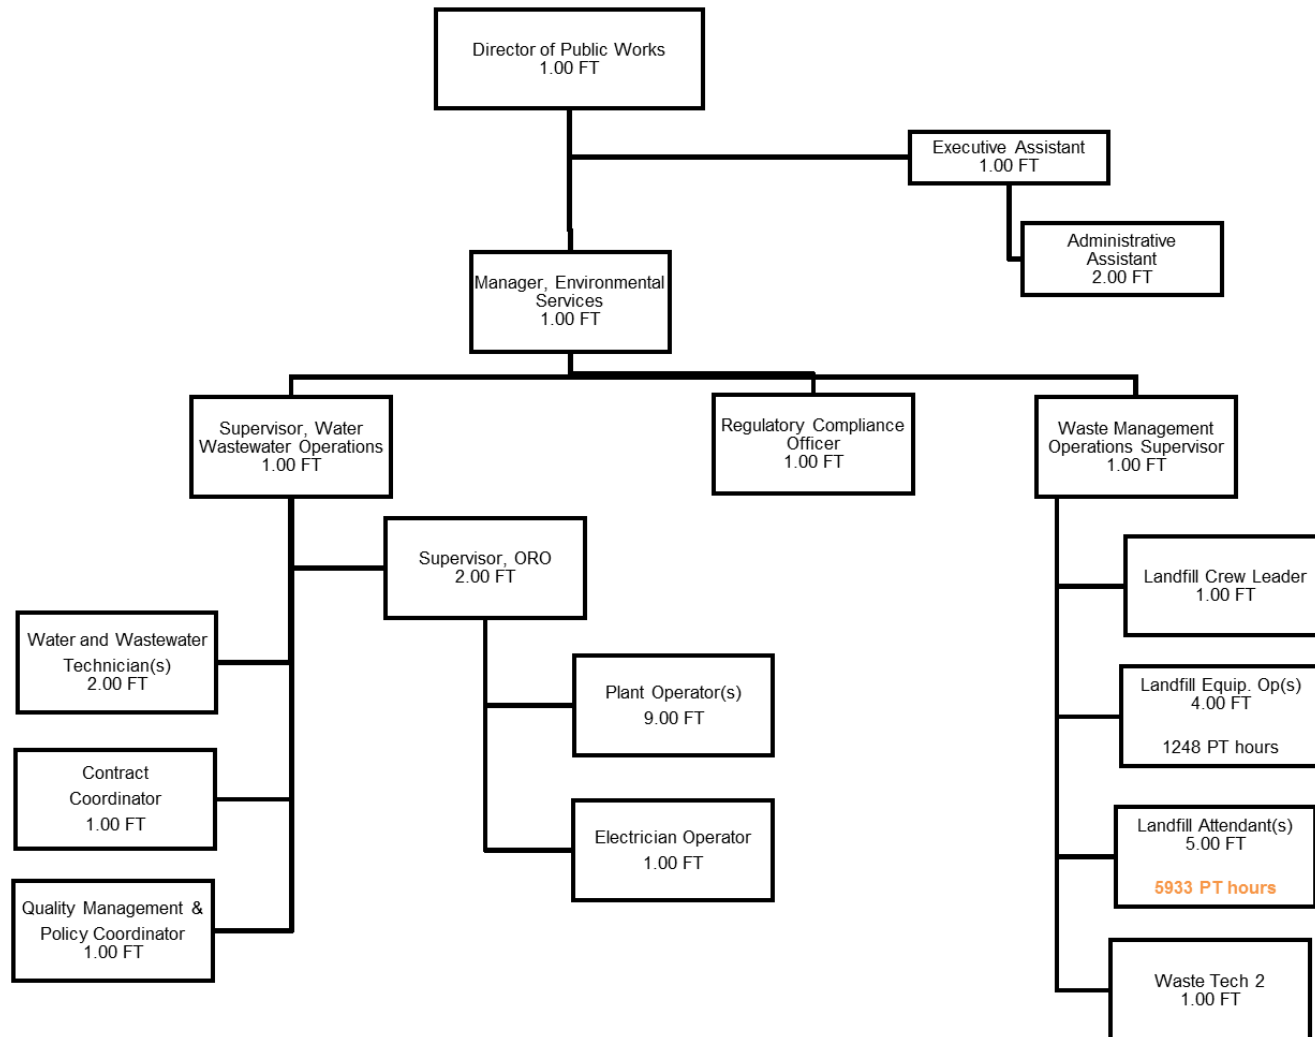 Director of Public Works
1.00 FT
Executive Assistant
1.00 FT
Administrative
Assistant
2.00 FT
Manager, Environmental
Services
1.00 FT
Supervisor, Water
Wastewater Operations
1.00 FT
Regulatory Compliance
Officer
1.00 FT
Waste Management
Operations Supervisor
1.00 FT
Supervisor, ORO
2.00 FT
Water and Wastewater
Technician(s)
2.00 FT
Contract
Coordinator
1.00 FT
Quality Management &
Policy Coordinator
1.00 FT
Plant Operator(s)
9.00 FT
Electrician Operator
1.00 FT
Landfill Crew Leader
1.00 FT
Landfill Equip. Op(s)
4.00 FT
1248 PT hours
Landfill Attendant(s)
5.00 FT
5933 PT hours
Waste Tech 2
1.00 FT